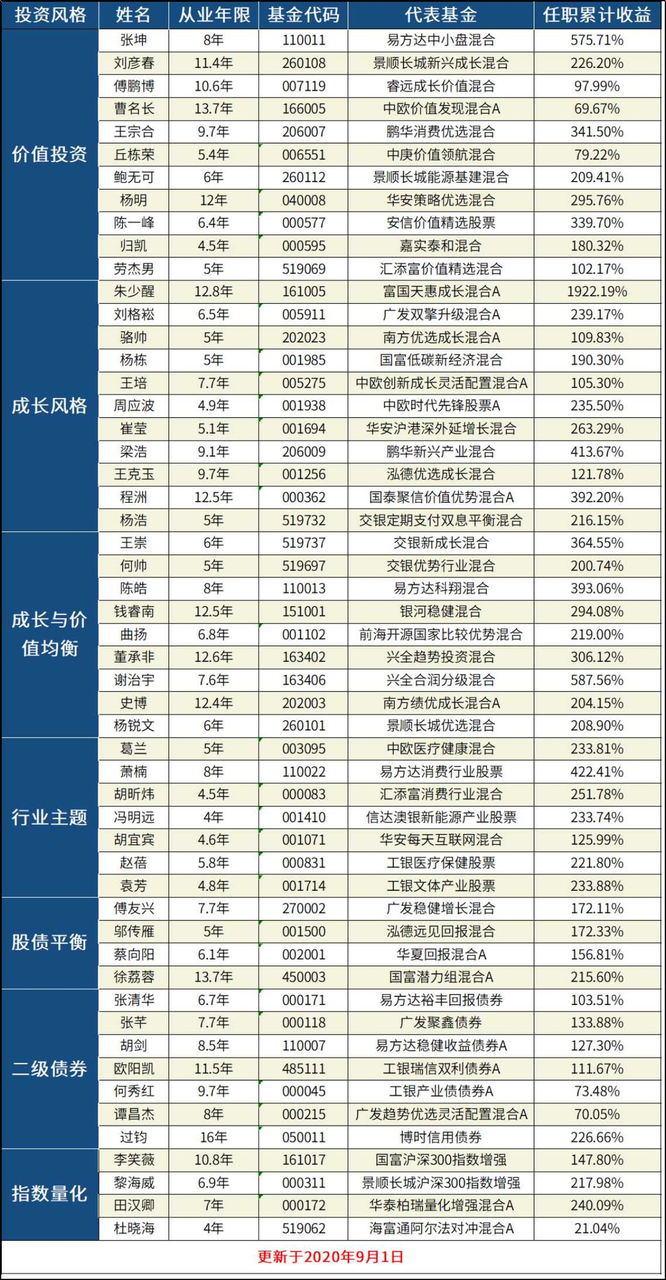 投资风格 姓名 从业年限 基金代码 代表基金 任职累计收益
价值投资
张坤 8年 110011 易方达中小盘混合 575.71%
刘彦春 11.4年 260108 景顺长城新兴成长混合 226.20%
傅鹏博 10.6年 007119 睿远成长价值混合 97.99%
曹名长 13.7年 166005 中欧价值发现混合A 69.67%
王宗合 9.7年 206007 鹏华消费优选混合 341.50%
丘栋荣 5.4年 006551 中庚价值领航混合 79.22%
鲍无可 6年 260112 景顺长城能源基建混合 209.41%
杨明 12年 040008 华安策略优选混合 295.76%
陈一峰 6.4年 000577 安信价值精选股票 339.70%
归凯 4.5年 000595 嘉实泰和混合 180.32%
劳杰男 5年 519069 汇添富价值精选混合 102.17%
成长风格
朱少醒 12.8年 161005 富国天惠成长混合A 1922.19%
刘格崧 6.5年 005911 广发双擎升级混合A 239.17%
骆帅 5年 202023 南方优选成长混合A 109.83%
杨栋 5年 001985 国富低碳新经济混合 190.30%
王培 7.7年 005275 中欧创新成长灵活配置混合A 105.30%
周应波 4.9年 001938 中欧时代先锋股票A 235.50%
崔莹 5.1年 001694 华安沪港深外延增长混合 263.29%
梁浩 9.1年 206009 鹏华新兴产业混合 413.67%
王克玉 9.7年 001256 泓德优选成长混合 121.78%
程洲 12.5年 000362 国泰聚信价值优势混合A 392.20%
杨浩 5年 519732 交银定期支付双息平衡混合 216.15%
成长与价
值均衡
王崇 6年 519737 交银新成长混合 364.55%
何帅 5年 519697 交银优势行业混合 200.74%
陈皓 8年 110013 易方达科翔混合 393.06%
钱睿南 12.5年 151001 银河稳健混合 294.08%
曲扬 6.8年 001102 前海开源国家比较优势混合 219.00%
董承非 12.6年 163402 兴全趋势投资混合 306.12%
谢治宇 7.6年 163406 兴全合润分级混合 587.56%
史博 12.4年 202003 南方绩优成长混合A 204.15%
杨锐文 6年 260101 景顺长城优选混合 208.90%
行业主题
葛兰 5年 003095 中欧医疗健康混合 233.81%
萧楠 8年 110022 易方达消费行业股票 422.41%
胡昕炜 4.5年 000083 汇添富消费行业混合 251.78%
冯明远 4年 001410 信达澳银新能源产业股票 233.74%
胡宜宾 4.6年 001071 华安每天互联网混合 125.99%
赵蓓 5.8年 000831 工银医疗保健股票 221.80%
袁芳 4.8年 001714 工银文体产业股票 233.88%
股债平衡
傅友兴 7.7年 270002 广发稳健增长混合 172.11%
邬传雁 5年 001500 泓德远见回报混合 172.33%
蔡向阳 6.1年 002001 华夏回报混合A 156.81%
徐荔蓉 13.7年 450003 国富潜力组混合A 215.60%
二级债券
张清华 6.7年 000171 易方达裕丰回报债券 103.51%
张芊 7.7年 000118 广发聚鑫债券 133.88%
胡剑 8.5年 110007 易方达稳健收益债券A 127.30%
欧阳凯 11.5年 485111 工银瑞信双利债券A 111.67%
何秀红 9.7年 000045 工银产业债债券A 73.48%
谭昌杰 8年 000215 广发趋势优选灵活配置混合A 70.05%
过钧 16年 050011 博时信用债券 226.66%
指数量化
李笑薇 10.8年 161017 国富沪深300指数增强 147.80%
黎海威 6.9年 000311 景顺长城沪深300指数增强 217.98%
田汉卿 7年 000172 华泰柏瑞量化增强混合A 240.09%
杜晓海 4年 519062 海富通阿尔法对冲混合A 21.04%
更新于2020年9月1日